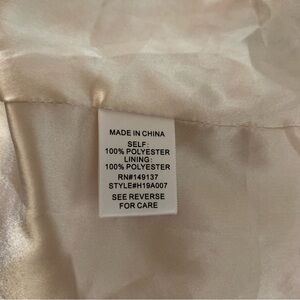 MADE IN CHINA
SELF:
100% POLYESTER
LINING:
100% POLYESTER
RN#149137
STYLE#H19A007
SEE REVERSE
FOR CARE